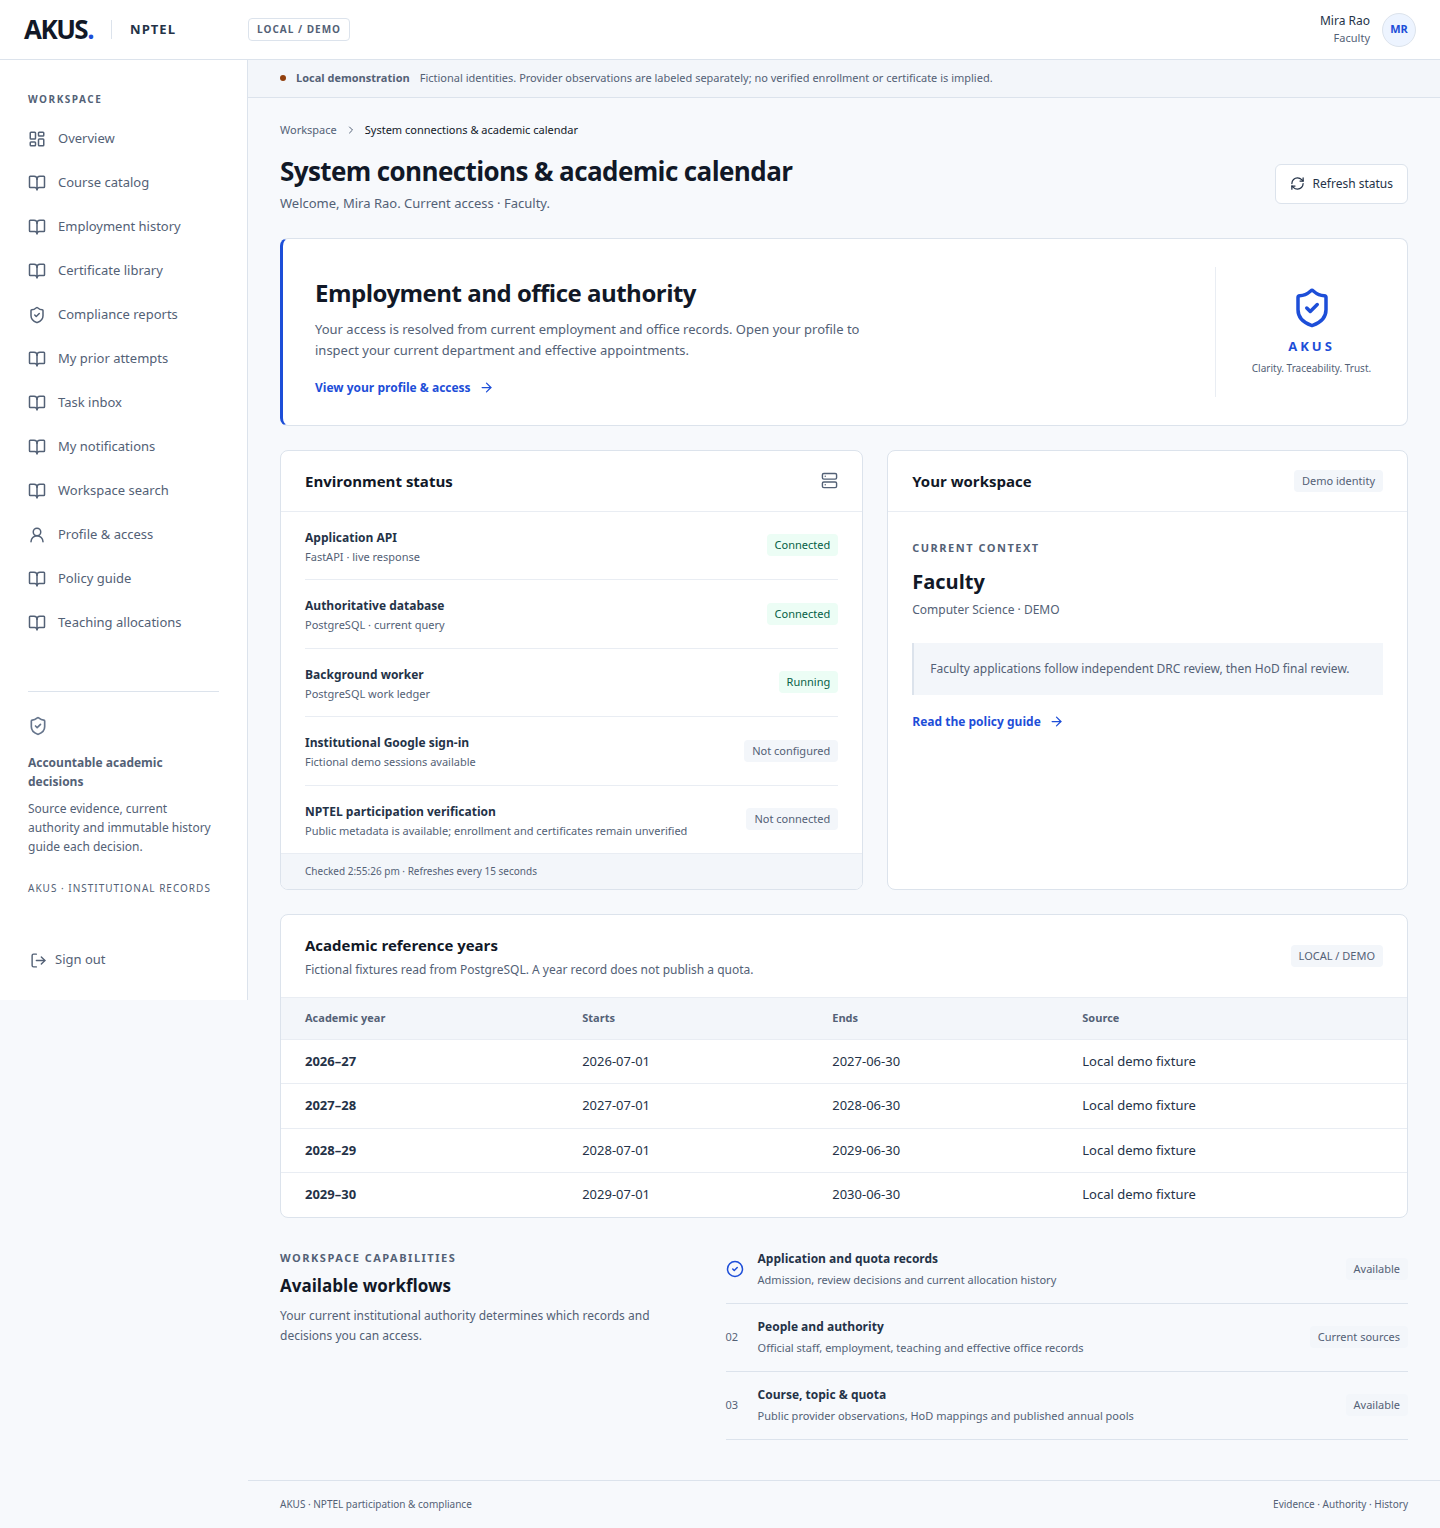 AKUS.
NPTEL
LOCAL / DEMO
Mira Rao
Faculty
MR
WORKSPACE
Overview
Course catalog
Employment history
Certificate library
Compliance reports
My prior attempts
Task inbox
My notifications
Workspace search
Profile & access
Policy guide
Teaching allocations
Accountable academic
decisions
Source evidence, current
authority and immutable history
guide each decision.
AKUS · INSTITUTIONAL RECORDS
Sign out
Local demonstration Fictional identities. Provider observations are labeled separately; no verified enrollment or certificate is implied.
Workspace > System connections & academic calendar
System connections & academic calendar
Welcome, Mira Rao. Current access · Faculty.
Refresh status
Employment and office authority
Your access is resolved from current employment and office records. Open your profile to
inspect your current department and effective appointments.
View your profile & access →
AKUS
Clarity. Traceability. Trust.
Environment status
Application API
FastAPI · live response
Connected
Authoritative database
PostgreSQL · current query
Connected
Background worker
PostgreSQL work ledger
Running
Institutional Google sign-in
Fictional demo sessions available
Not configured
NPTEL participation verification
Public metadata is available; enrollment and certificates remain unverified
Not connected
Checked 2:55:26 pm · Refreshes every 15 seconds
Your workspace
Demo identity
CURRENT CONTEXT
Faculty
Computer Science · DEMO
Faculty applications follow independent DRC review, then HoD final review.
Read the policy guide →
Academic reference years
Fictional fixtures read from PostgreSQL. A year record does not publish a quota.
LOCAL / DEMO
Academic year Starts Ends Source
2026–27 2026-07-01 2027-06-30 Local demo fixture
2027–28 2027-07-01 2028-06-30 Local demo fixture
2028–29 2028-07-01 2029-06-30 Local demo fixture
2029–30 2029-07-01 2030-06-30 Local demo fixture
WORKSPACE CAPABILITIES
Available workflows
Your current institutional authority determines which records and
decisions you can access.
Application and quota records
Admission, review decisions and current allocation history
Available
02
People and authority
Official staff, employment, teaching and effective office records
Current sources
03
Course, topic & quota
Public provider observations, HoD mappings and published annual pools
Available
AKUS · NPTEL participation & compliance
Evidence · Authority · History